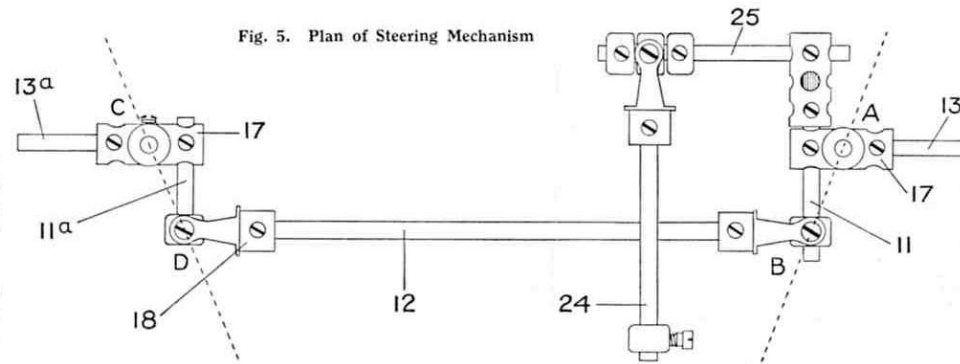 Fig. 5. Plan of Steering Mechanism
25
13a
C
17
A
13
17
11a
D
B
11
18
12
24